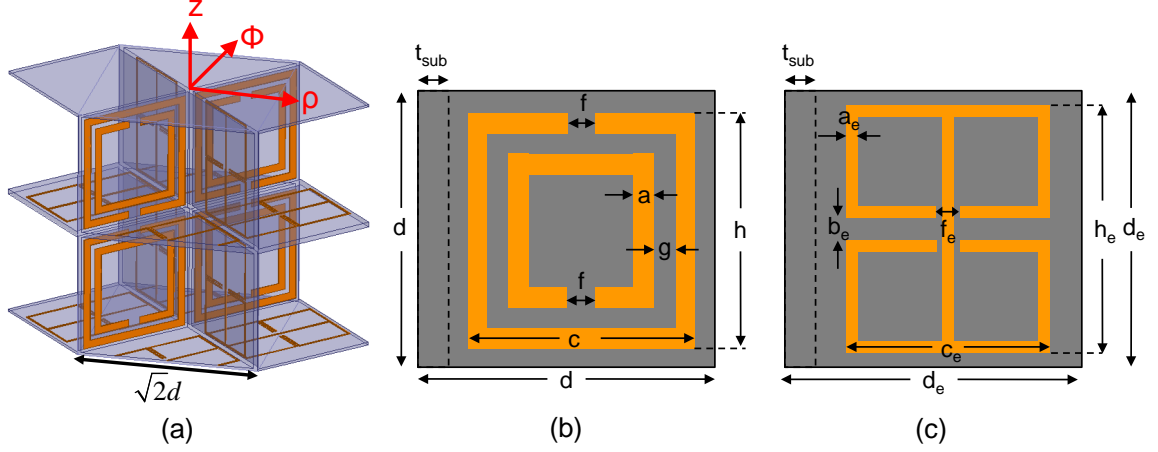 z
Φ
ρ
√2d
(a)
t_sub
f
a
g
f
c
d
h
d
(b)
t_sub
a_e
b_e
f_e
c_e
h_e
d_e
d_e
(c)